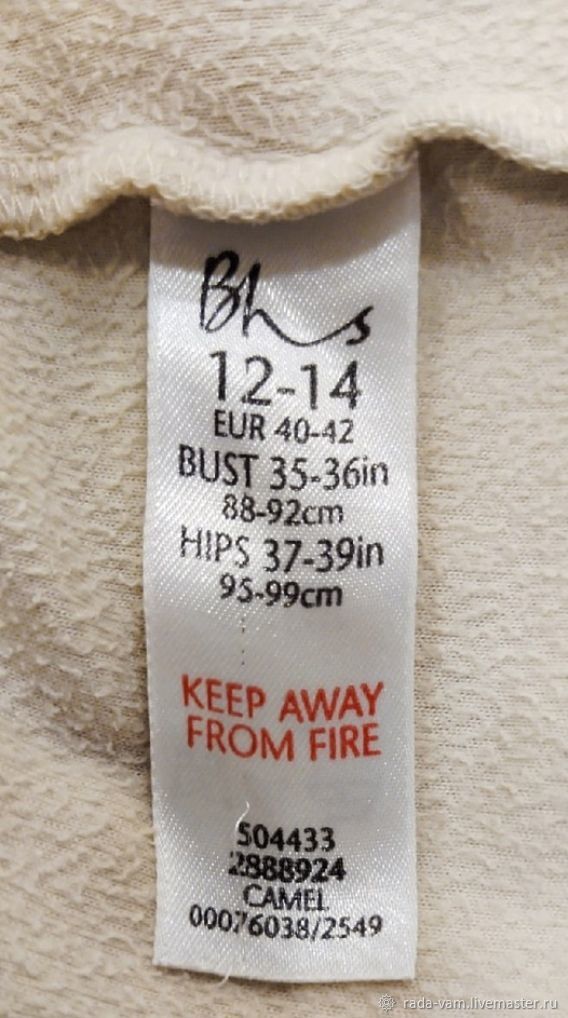 Bhs
12-14
EUR 40-42
BUST 35-36in
88-92cm
HIPS 37-39in
95-99cm
KEEP AWAY
FROM FIRE
504433
2888924
CAMEL
00076038/2549
rada-vam.livemaster.ru